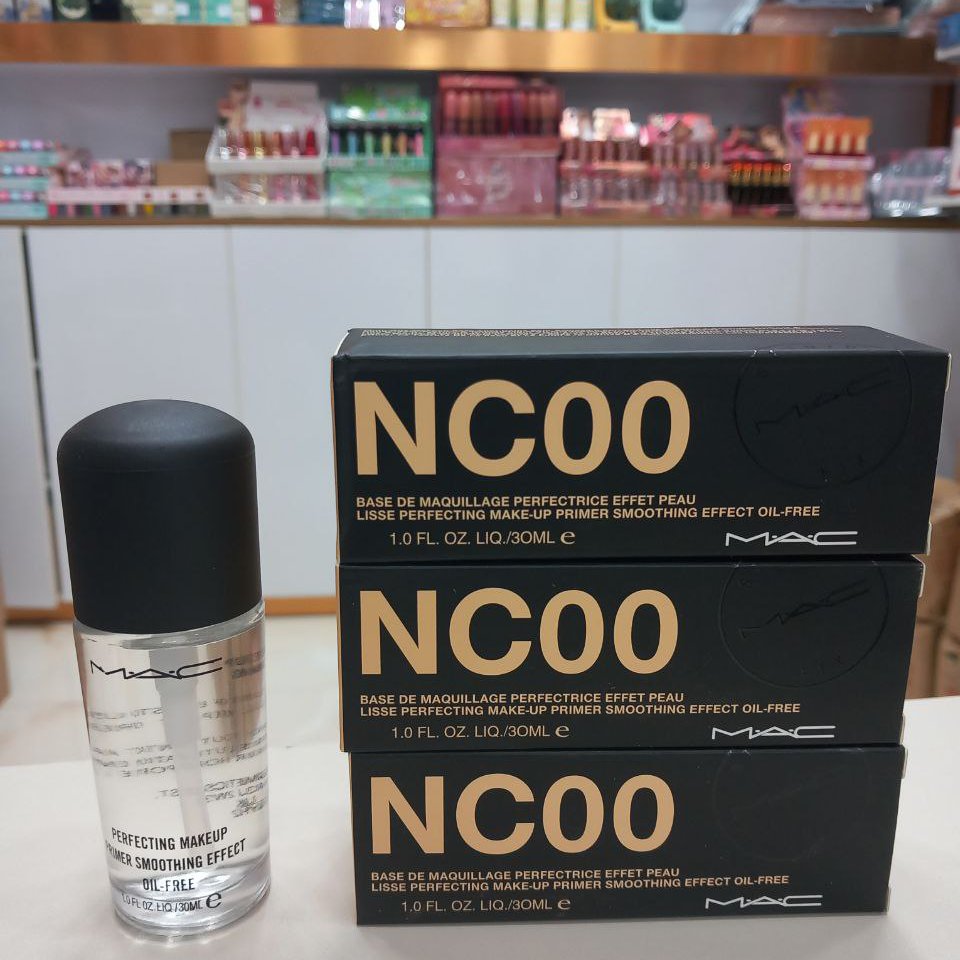 NC00
BASE DE MAQUILLAGE PERFECTRICE EFFET PEAU
LISSE PERFECTING MAKE-UP PRIMER SMOOTHING EFFECT OIL-FREE
1.0 FL. OZ. LIQ./30ML e
M·A·C
NC00
BASE DE MAQUILLAGE PERFECTRICE EFFET PEAU
LISSE PERFECTING MAKE-UP PRIMER SMOOTHING EFFECT OIL-FREE
1.0 FL. OZ. LIQ./30ML e
M·A·C
NC00
BASE DE MAQUILLAGE PERFECTRICE EFFET PEAU
LISSE PERFECTING MAKE-UP PRIMER SMOOTHING EFFECT OIL-FREE
1.0 FL. OZ. LIQ./30ML e
M·A·C
M·A·C
PERFECTING MAKEUP
PRIMER SMOOTHING EFFECT
OIL-FREE
1.0 FL OZ. LIQ./30ML e